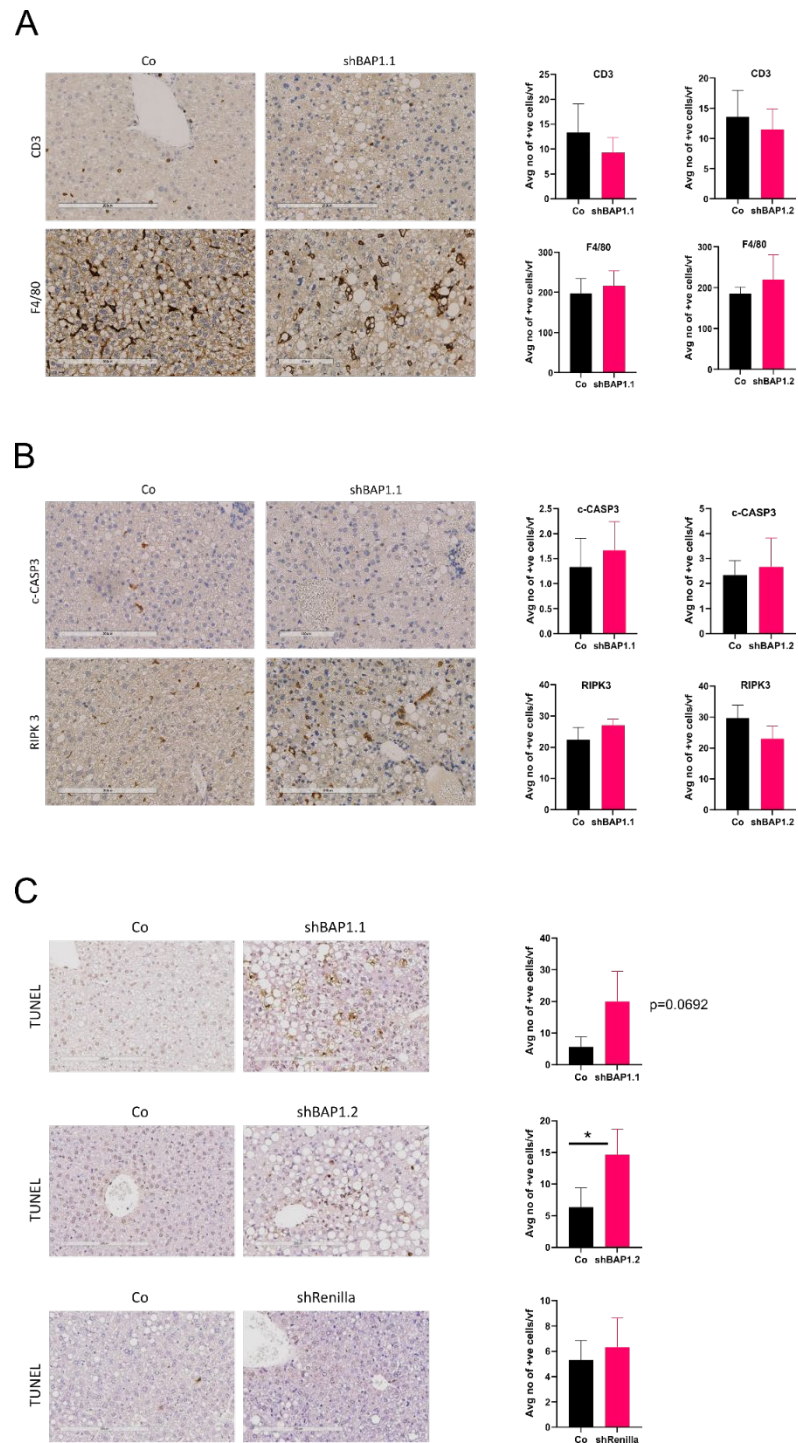 A
Co
shBAP1.1
CD3
F4/80
CD3
Avg no of +ve cells/vf
25
20
15
10
5
0
Co shBAP1.1
CD3
Avg no of +ve cells/vf
20
15
10
5
0
Co shBAP1.2
F4/80
Avg no of +ve cells/vf
300
200
100
0
Co shBAP1.1
F4/80
Avg no of +ve cells/vf
300
200
100
0
Co shBAP1.2
B
Co
shBAP1.1
c-CASP3
RIPK 3
c-CASP3
Avg no of +ve cells/vf
2.5
2.0
1.5
1.0
0.5
0.0
Co shBAP1.1
c-CASP3
Avg no of +ve cells/vf
5
4
3
2
1
0
Co shBAP1.2
RIPK3
Avg no of +ve cells/vf
40
30
20
10
0
Co shBAP1.1
RIPK3
Avg no of +ve cells/vf
40
30
20
10
0
Co shBAP1.2
C
Co
shBAP1.1
TUNEL
Avg no of +ve cells/vf
40
30
20
10
0
Co shBAP1.1
p=0.0692
Co
shBAP1.2
TUNEL
Avg no of +ve cells/vf
20
15
10
5
0
*
Co shBAP1.2
Co
shRenilla
TUNEL
Avg no of +ve cells/vf
10
8
6
4
2
0
Co shRenilla